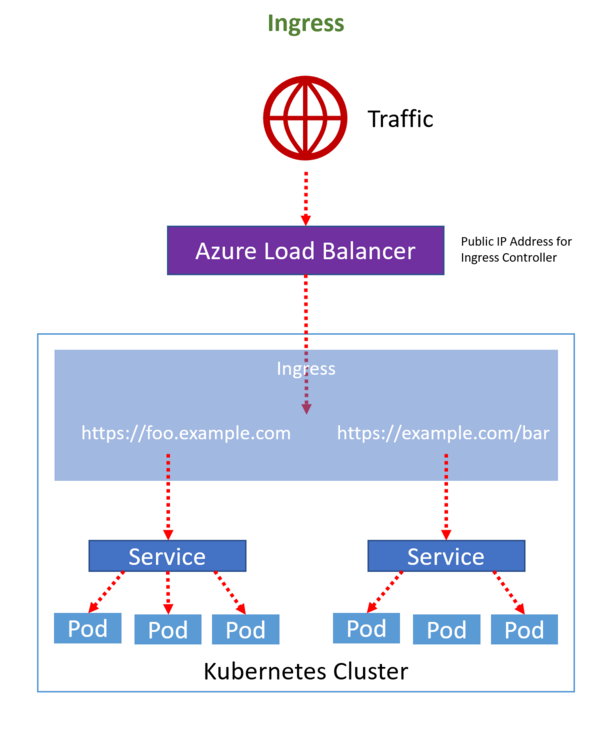 Ingress
Traffic
Azure Load Balancer
Public IP Address for
Ingress Controller
Ingress
https://foo.example.com
https://example.com/bar
Service
Service
Pod
Pod
Pod
Pod
Pod
Pod
Kubernetes Cluster